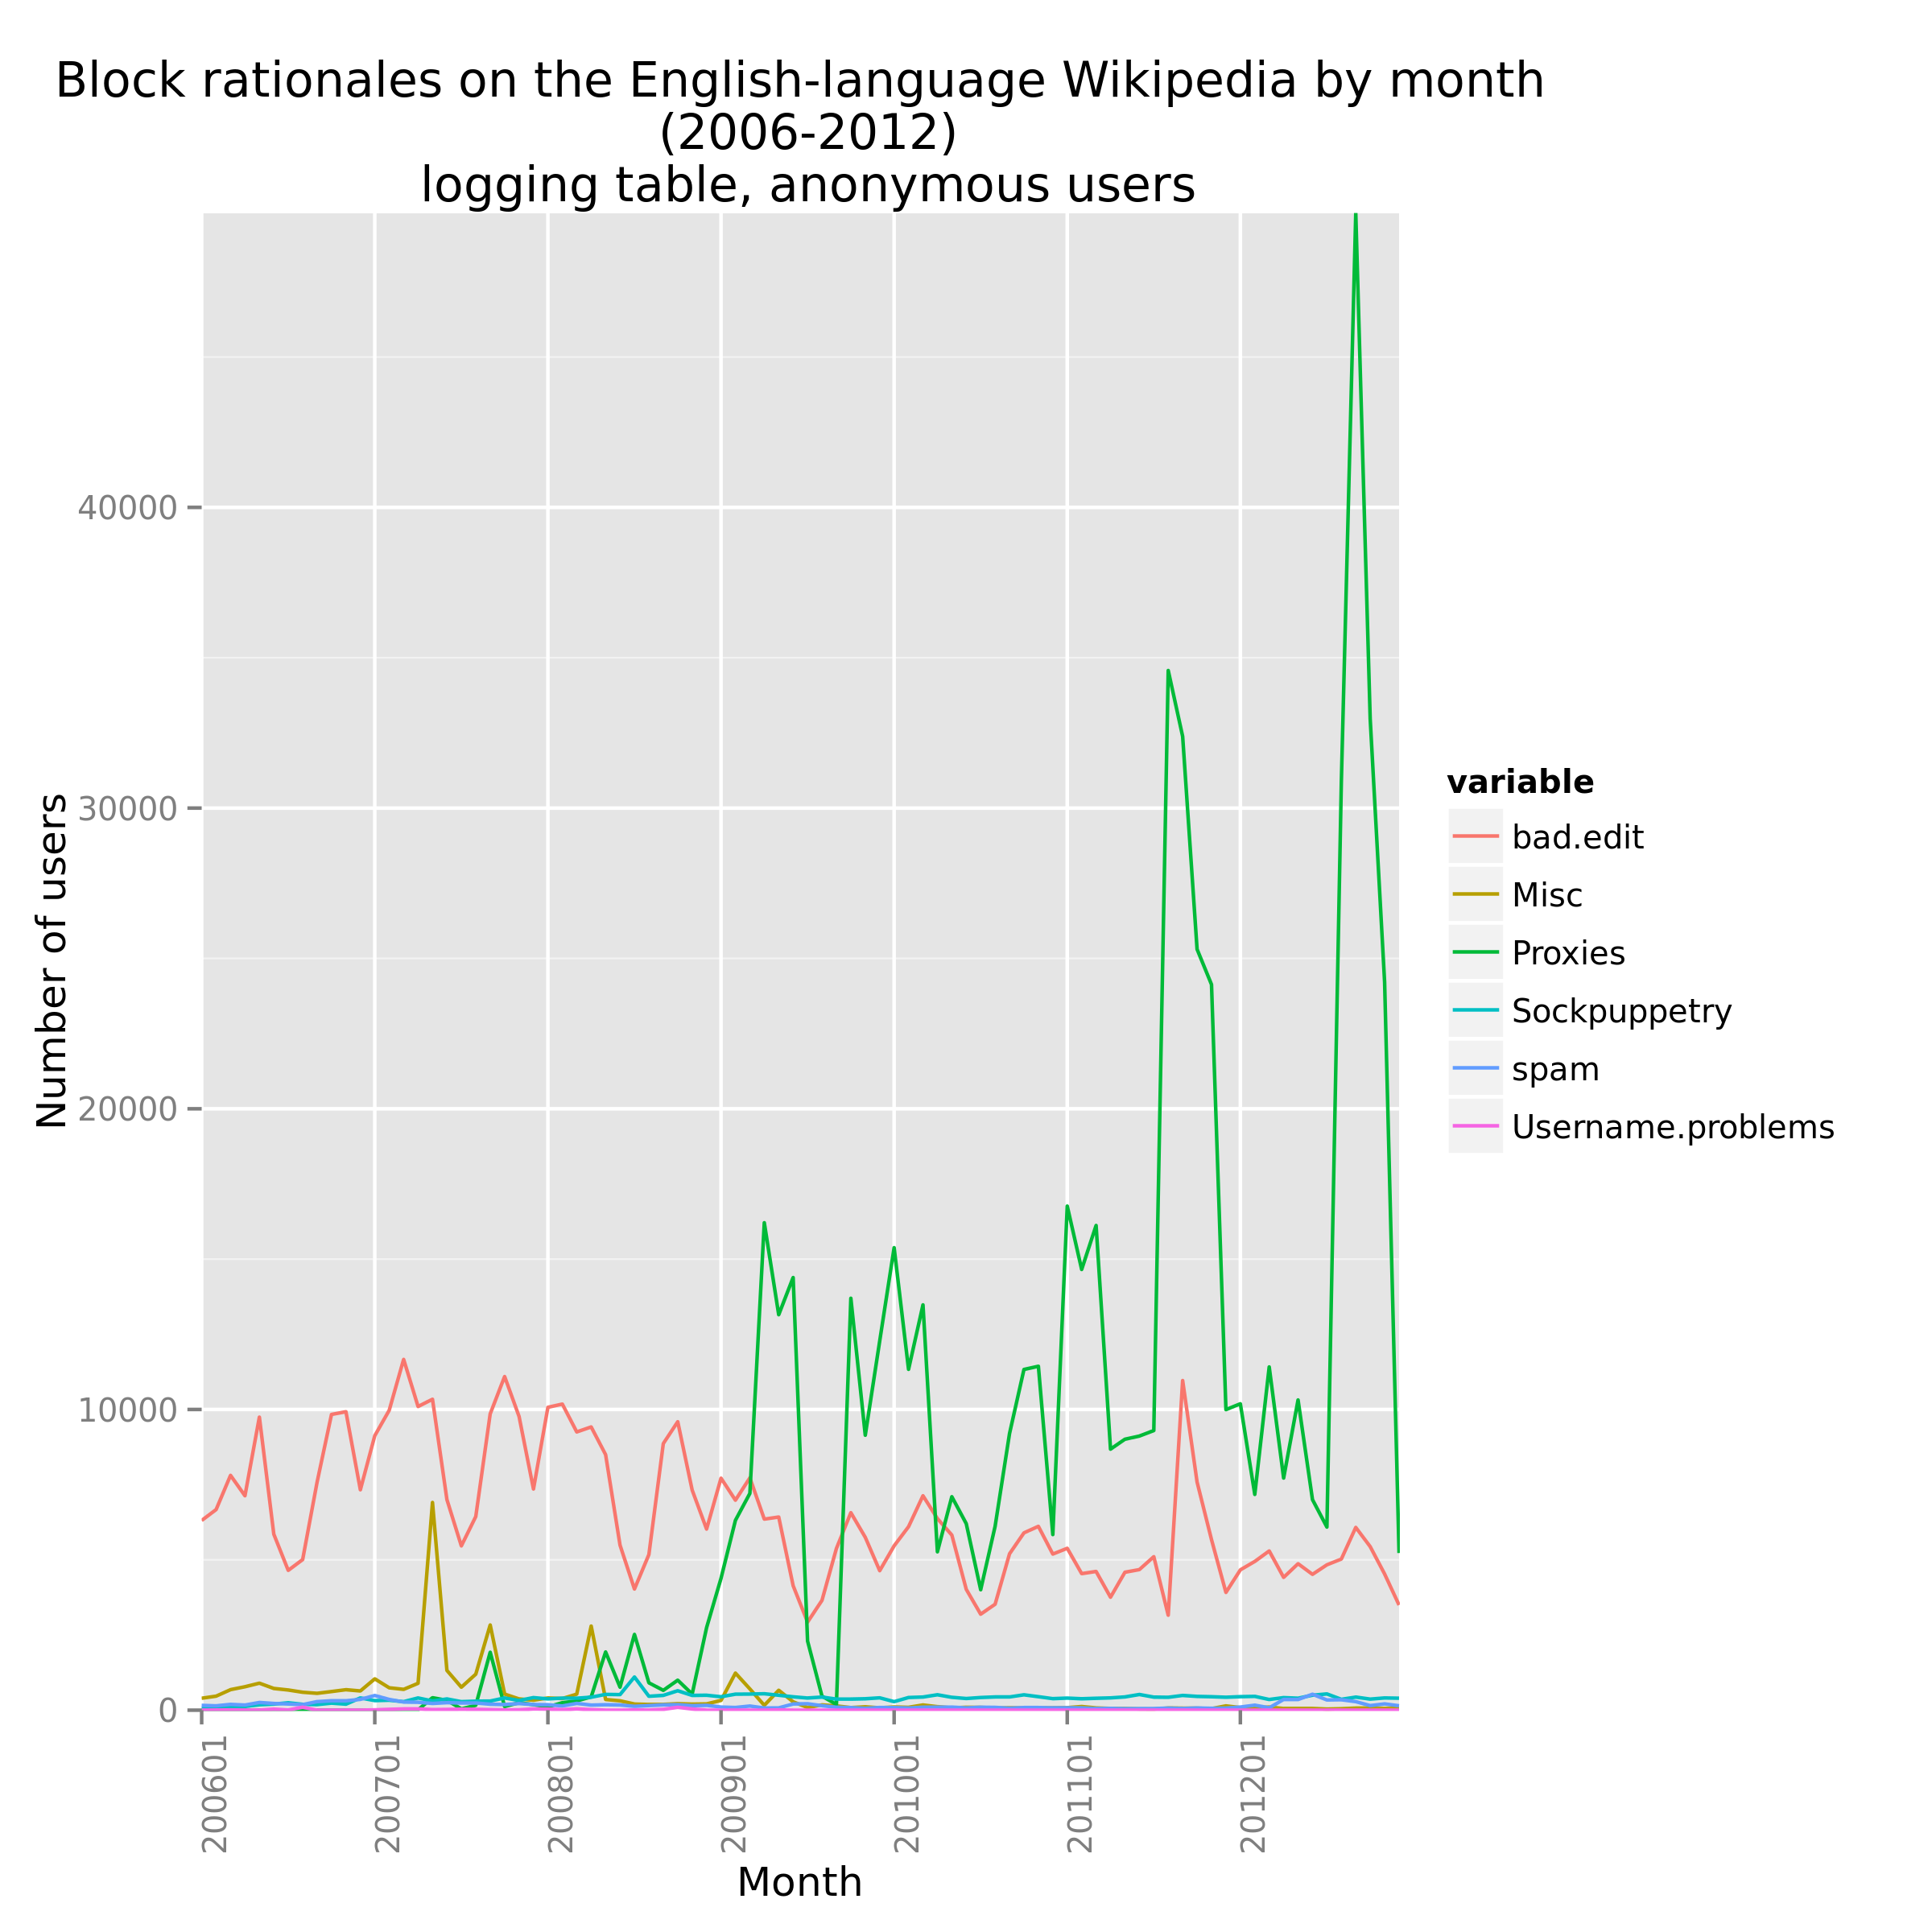 Block rationales on the English-language Wikipedia by month
(2006-2012)
logging table, anonymous users
Number of users
40000
30000
20000
10000
0
200601
200701
200801
200901
201001
201101
201201
Month
variable
bad.edit
Misc
Proxies
Sockpuppetry
spam
Username.problems